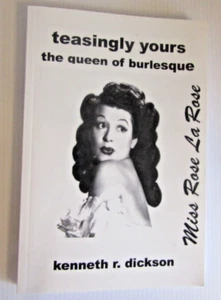 teasingly yours
the queen of burlesque
Miss Rose La Rose
kenneth r. dickson